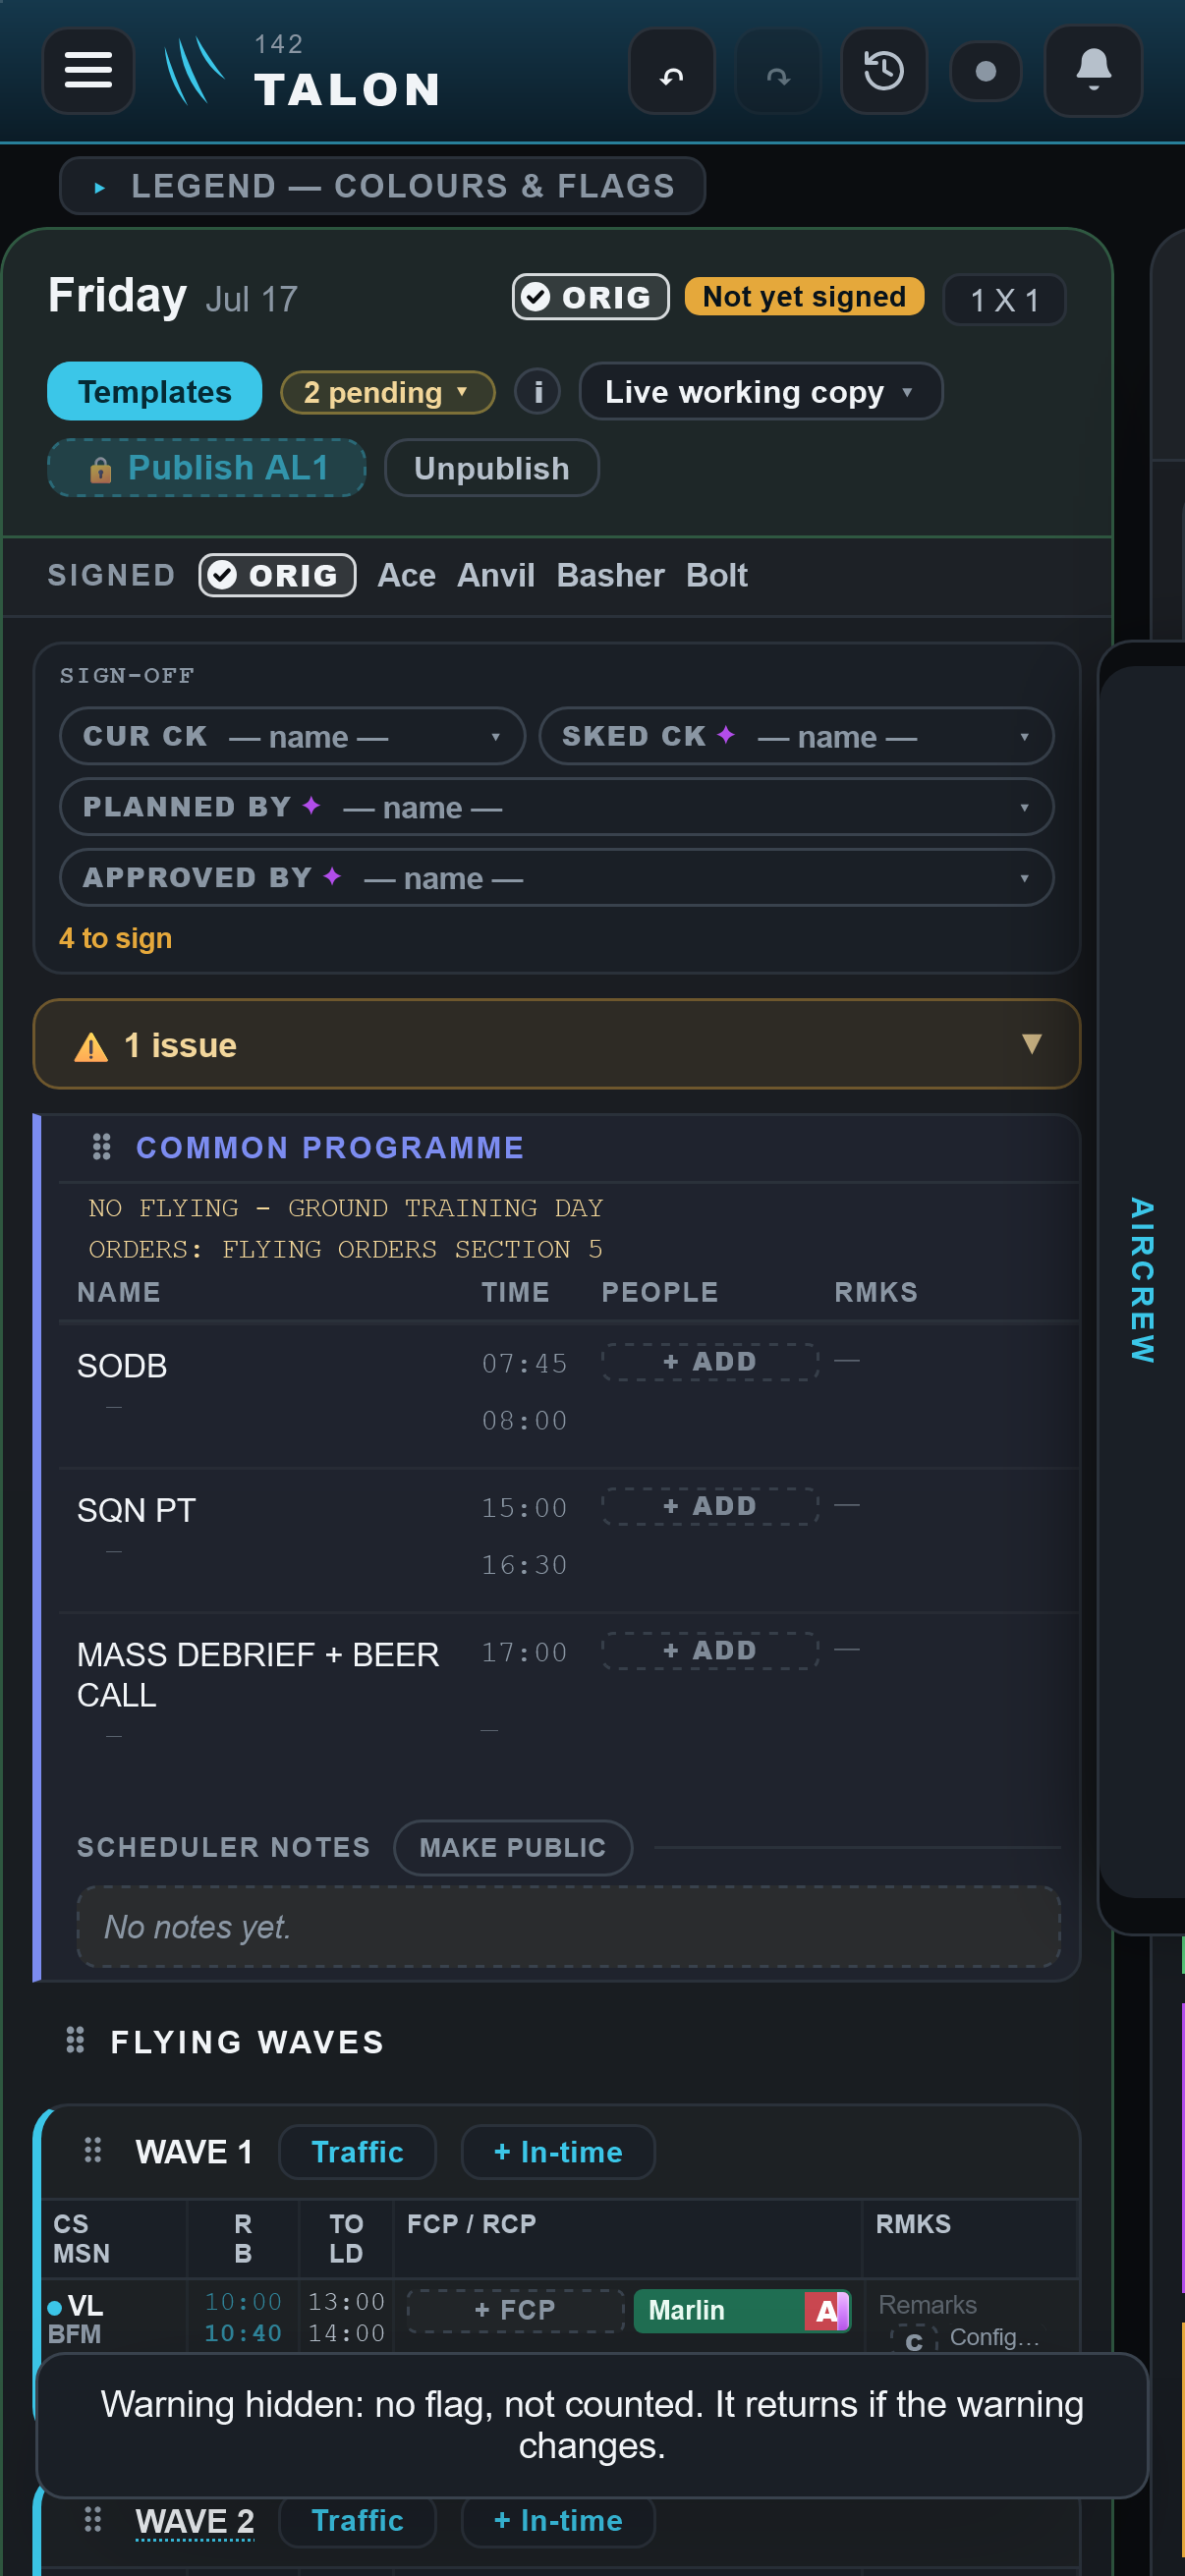 142
TALON
LEGEND — COLOURS & FLAGS
Friday Jul 17 ORIG Not yet signed 1 X 1
Templates 2 pending i Live working copy
Publish AL1 Unpublish
SIGNED ORIG Ace Anvil Basher Bolt
SIGN-OFF
CUR CK — name — SKED CK — name —
PLANNED BY — name —
APPROVED BY — name —
4 to sign
1 issue
COMMON PROGRAMME
NO FLYING - GROUND TRAINING DAY
ORDERS: FLYING ORDERS SECTION 5
NAME TIME PEOPLE RMKS
SODB 07:45 + ADD —
— 08:00
SQN PT 15:00 + ADD —
— 16:30
MASS DEBRIEF + BEER 17:00 + ADD —
CALL
— —
AIRCREW
SCHEDULER NOTES MAKE PUBLIC
No notes yet.
FLYING WAVES
WAVE 1 Traffic + In-time
CS R TO FCP / RCP RMKS
MSN B LD
VL 10:00 13:00 + FCP Marlin A Remarks
BFM 10:40 14:00 C Config...
Warning hidden: no flag, not counted. It returns if the warning
changes.
WAVE 2 Traffic + In-time